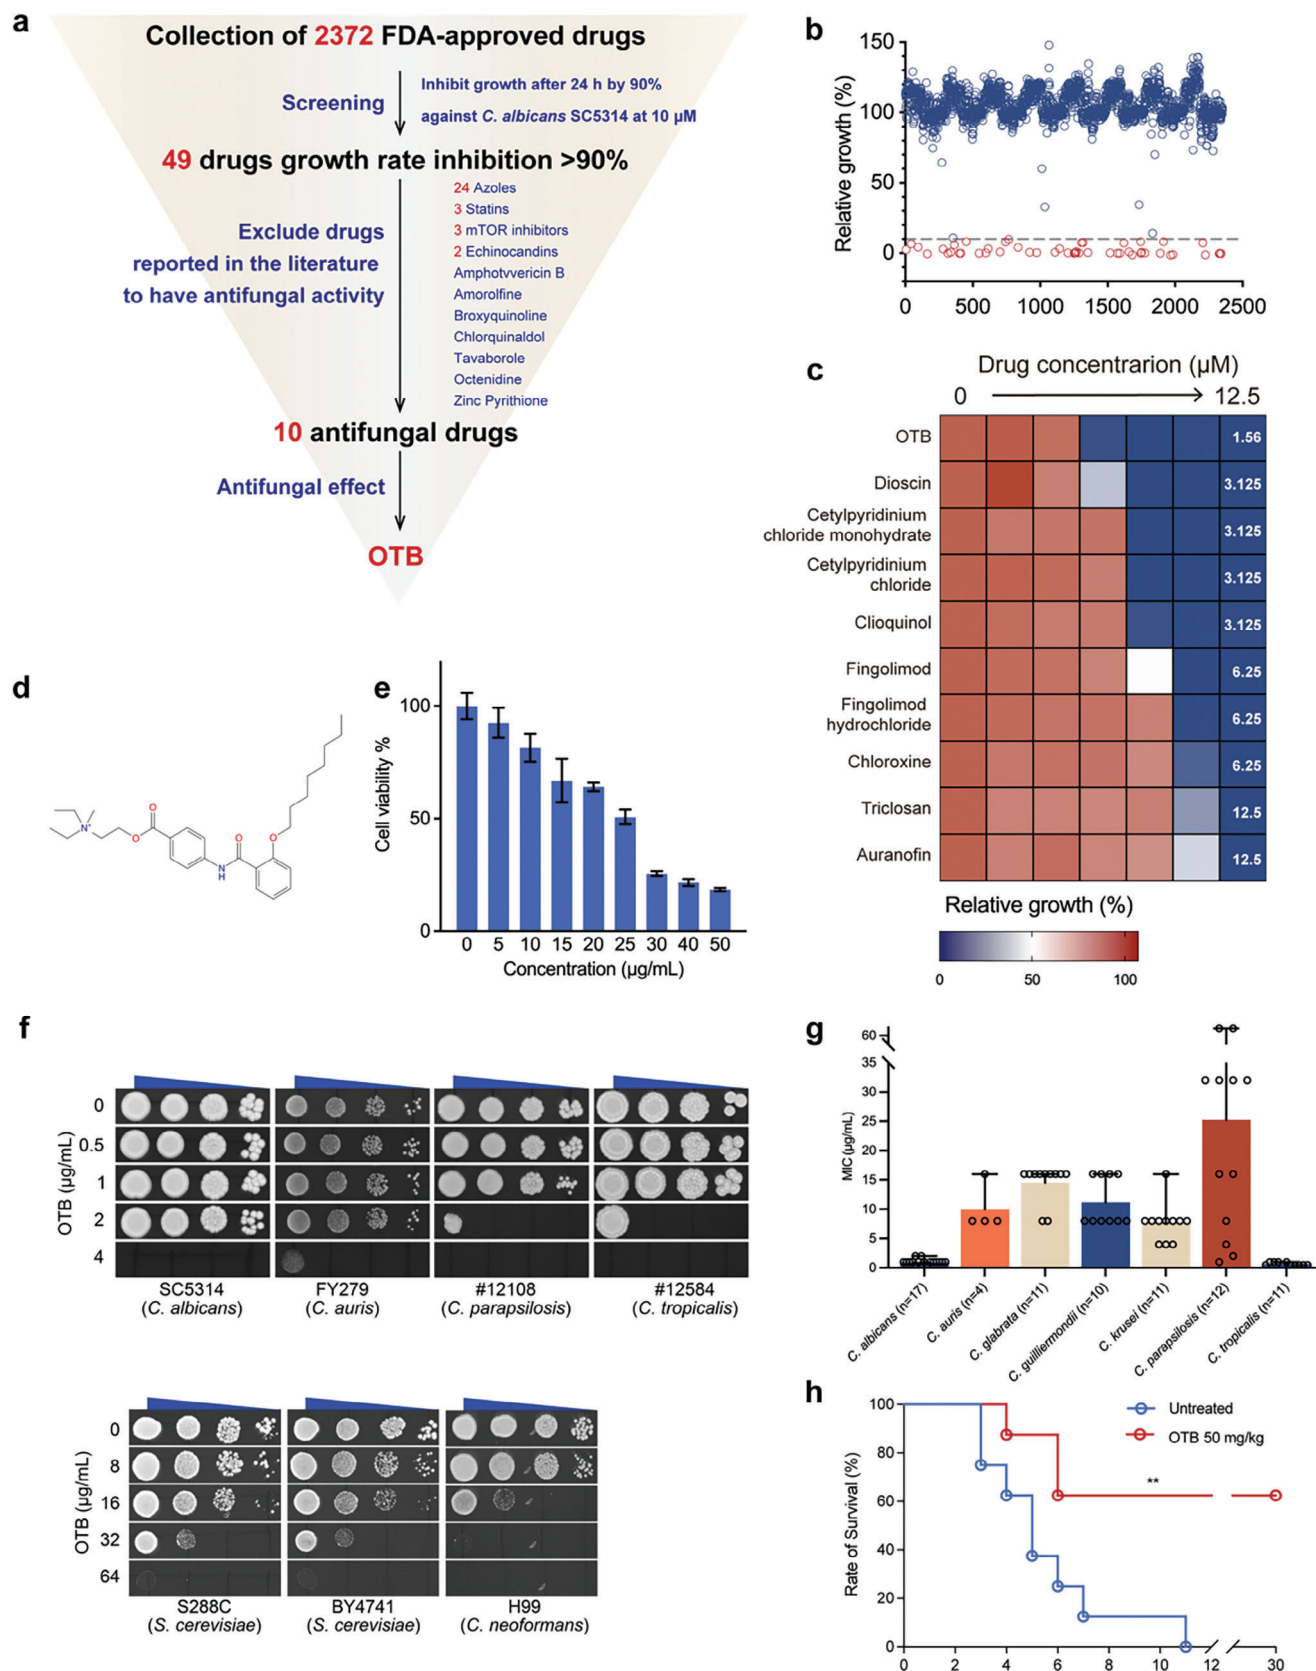 a
Collection of 2372 FDA-approved drugs
Screening
Inhibit growth after 24 h by 90%
against C. albicans SC5314 at 10 µM
49 drugs growth rate inhibition >90%
Exclude drugs
reported in the literature
to have antifungal activity
24 Azoles
3 Statins
3 mTOR inhibitors
2 Echinocandins
Amphotvvericin B
Amorolfine
Broxyquinoline
Chlorquinaldol
Tavaborole
Octenidine
Zinc Pyrithione
10 antifungal drugs
Antifungal effect
OTB
b
Relative growth (%)
150
100
50
0
0 500 1000 1500 2000 2500
c
Drug concentrarion (µM)
0 12.5
OTB 1.56
Dioscin 3.125
Cetylpyridinium
chloride monohydrate 3.125
Cetylpyridinium
chloride 3.125
Clioquinol 3.125
Fingolimod 6.25
Fingolimod
hydrochloride 6.25
Chloroxine 6.25
Triclosan 12.5
Auranofin 12.5
Relative growth (%)
0 50 100
d
O
N+
O
O
O
N
H
e
Cell viability %
100
50
0
0 5 10 15 20 25 30 40 50
Concentration (µg/mL)
f
OTB (µg/mL)
0
0.5
1
2
4
SC5314 FY279 #12108 #12584
(C. albicans) (C. auris) (C. parapsilosis) (C. tropicalis)
OTB (µg/mL)
0
8
16
32
64
S288C BY4741 H99
(S. cerevisiae) (S. cerevisiae) (C. neoformans)
g
MIC (µg/mL)
60
35
30
25
20
15
10
5
0
C. albicans (n=17)
C. auris (n=4)
C. glabrata (n=11)
C. guilliermondii (n=10)
C. krusei (n=11)
C. parapsilosis (n=12)
C. tropicalis (n=11)
h
Rate of Survival (%)
100
80
60
40
20
0
Untreated
OTB 50 mg/kg
**
0 2 4 6 8 10 12 30